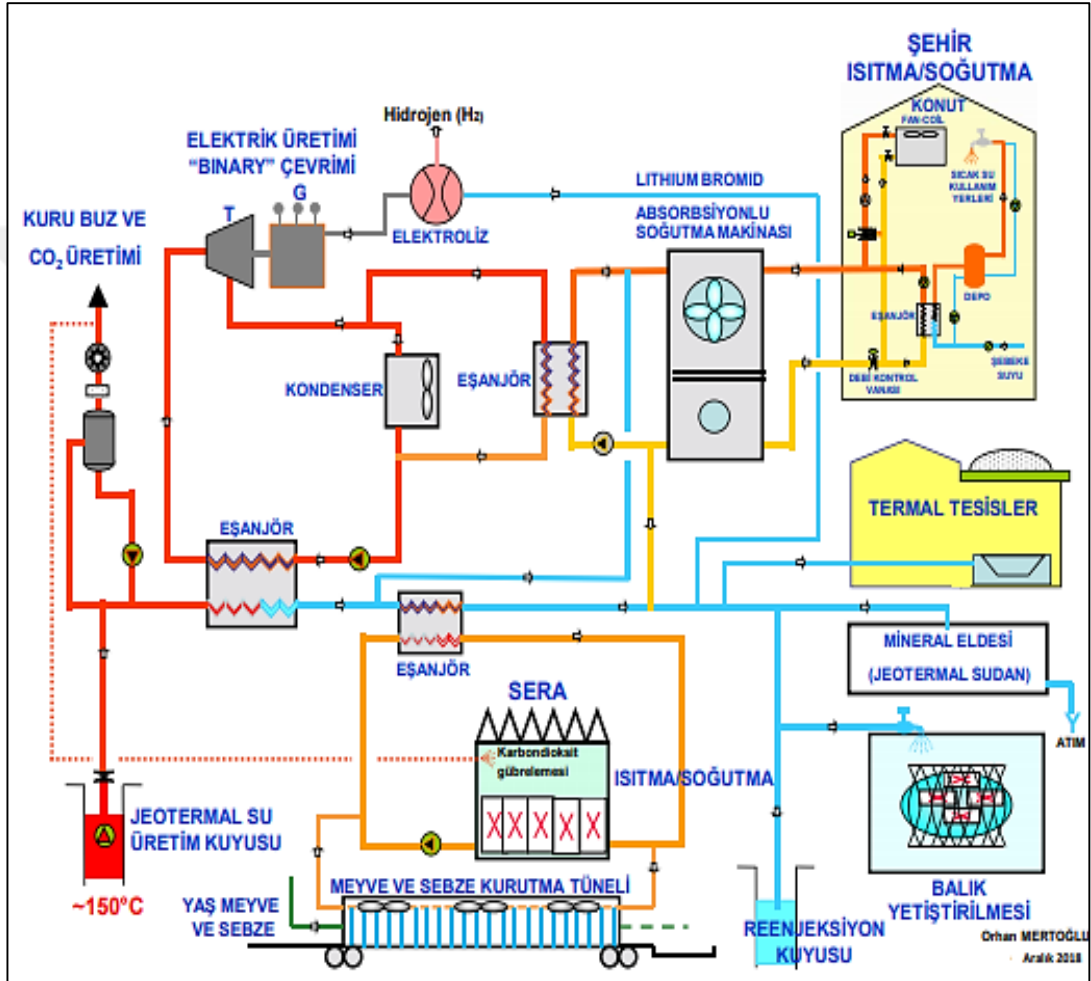 ŞEHİR
ISITMA/SOĞUTMA
KONUT
FAN-COİL
SICAK SU
KULLANIM
YERLERİ
DEPO
EŞANJÖR
ŞEBEKE
SUYU
DEBİ KONTROL
VANASI
Hidrojen (H2)
ELEKTRİK ÜRETİMİ
“BINARY” ÇEVRİMİ
G
T
ELEKTROLİZ
LITHIUM BROMID
ABSORBSİYONLU
SOĞUTMA MAKİNASI
KURU BUZ VE
CO2 ÜRETİMİ
KONDENSER
EŞANJÖR
EŞANJÖR
TERMAL TESİSLER
EŞANJÖR
MİNERAL ELDESİ
(JEOTERMAL SUDAN)
ATIM
SERA
Karbondioksit
gübrelemesi
ISITMA/SOĞUTMA
JEOTERMAL SU
ÜRETİM KUYUSU
~150°C
MEYVE VE SEBZE KURUTMA TÜNELİ
YAŞ MEYVE
VE SEBZE
REENJEKSİYON
KUYUSU
BALIK
YETİŞTİRİLMESİ
Orhan MERTOĞLU
Aralık 2018